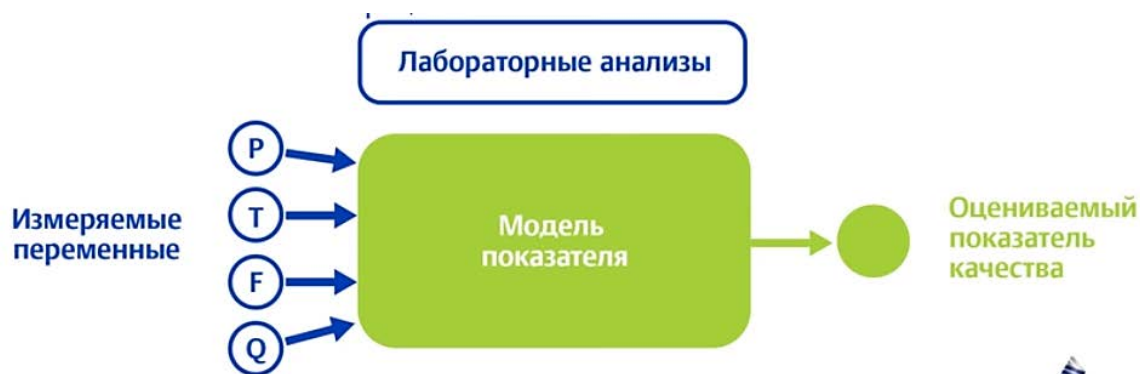 Лабораторные анализы
P
T
F
Q
Измеряемые
переменные
Модель
показателя
Оцениваемый
показатель
качества